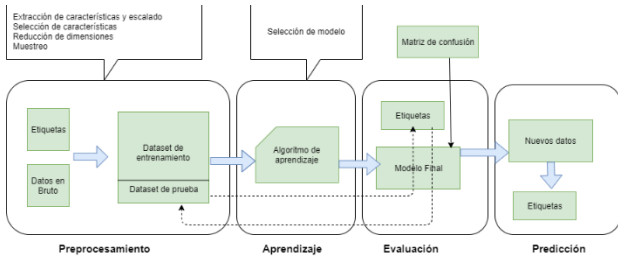 Extracción de características y escalado
Selección de características
Reducción de dimensiones
Muestreo
Selección de modelo
Matriz de confusión
Etiquetas
Datos en
Bruto
Dataset de
entrenamiento
Dataset de prueba
Algoritmo de
aprendizaje
Etiquetas
Modelo Final
Nuevos datos
Etiquetas
Preprocesamiento
Aprendizaje
Evaluación
Predicción